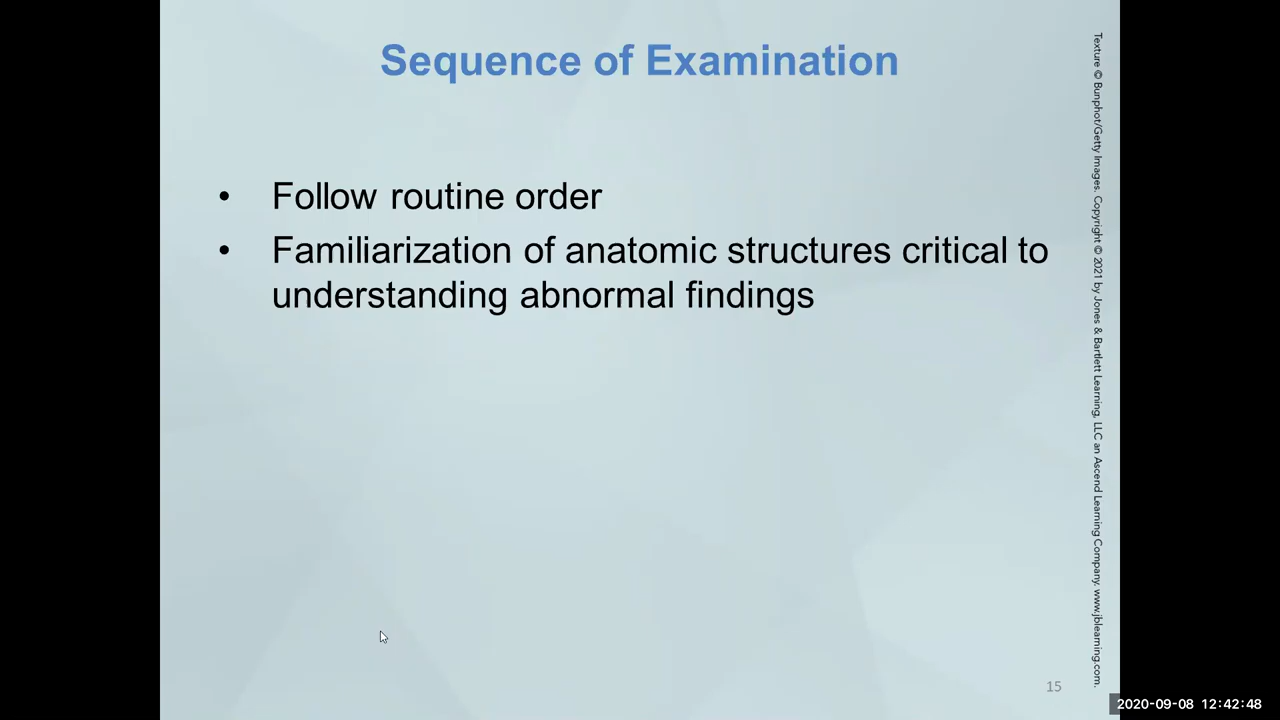 Sequence of Examination
• Follow routine order
• Familiarization of anatomic structures critical to
understanding abnormal findings
Texture © Bunphot/Getty Images. Copyright © 2021 by Jones & Bartlett Learning, LLC an Ascend Learning Company. www.jblearning.com.
15
2020-09-08 12:42:48